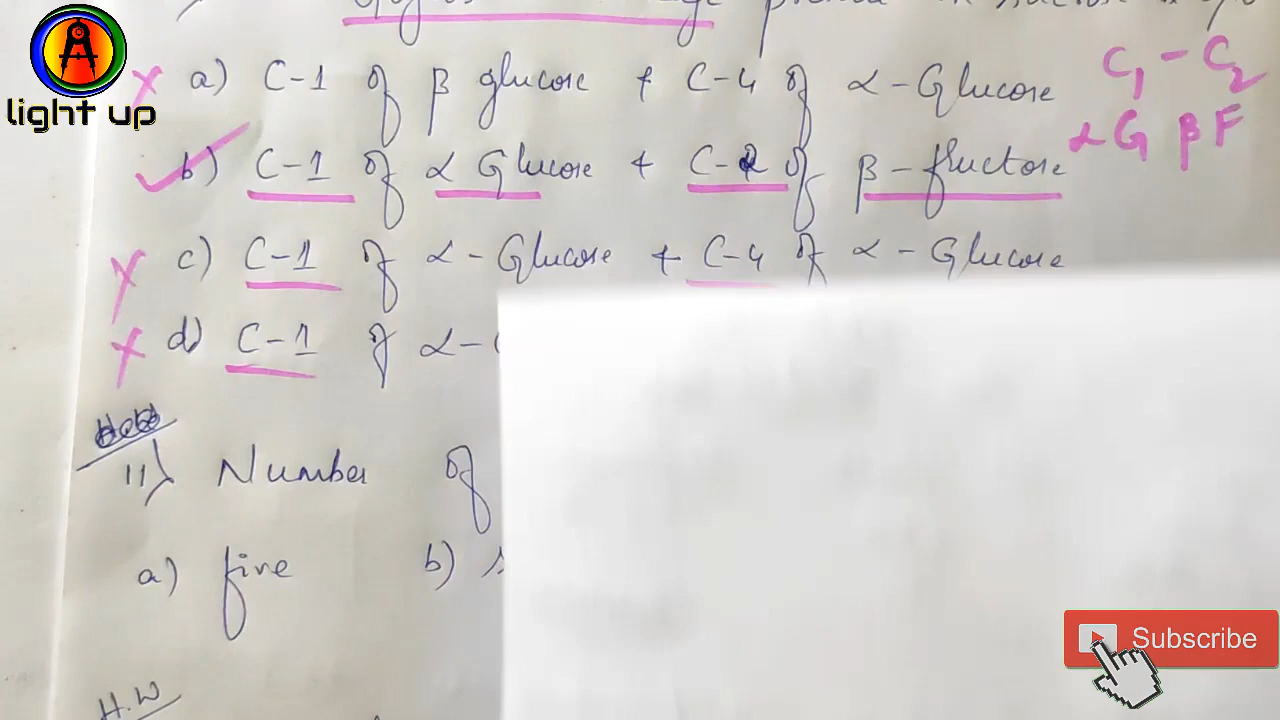 light up
C1 - C2
a) C-1 of β glucose + C-4 of α-Glucose
αG βF
b) C-1 of α Glucose + C-2 of β-fluctose
c) C-1 of α-Glucose + C-4 of α-Glucose
d) C-1 of α-
11) Number of
a) five b)
H.W
Subscribe